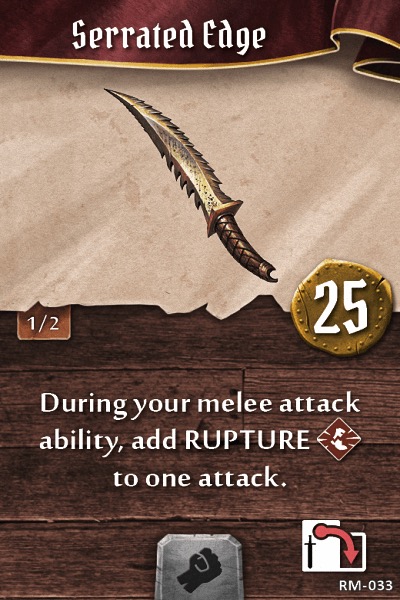 Serrated Edge
1/2
25
During your melee attack
ability, add RUPTURE
to one attack.
RM-033